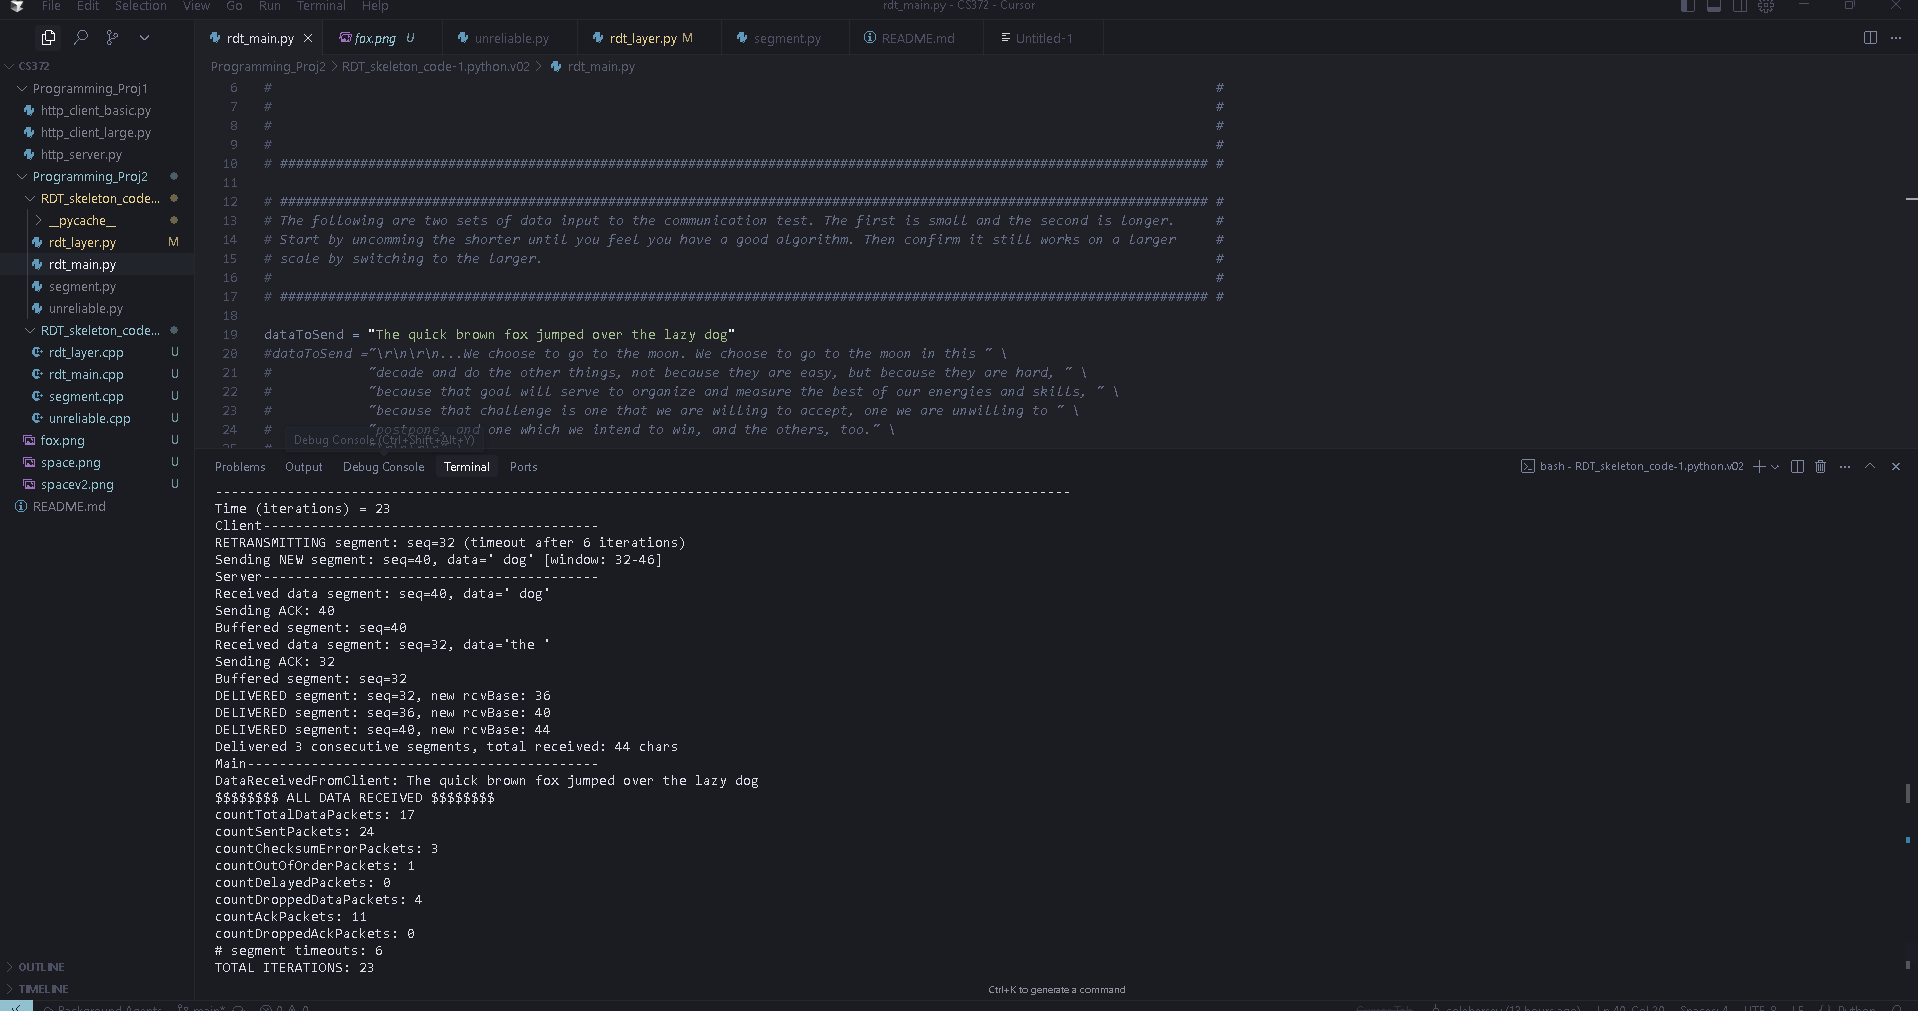 File Edit Selection View Go Run Terminal Help
rdt_main.py - CS372 - Cursor
rdt_main.py
fox.png U
unreliable.py
rdt_layer.py M
segment.py
README.md
Untitled-1
CS372
Programming_Proj1
http_client_basic.py
http_client_large.py
http_server.py
Programming_Proj2
RDT_skeleton_code...
__pycache__
rdt_layer.py M
rdt_main.py
segment.py
unreliable.py
RDT_skeleton_code...
rdt_layer.cpp U
rdt_main.cpp U
segment.cpp U
unreliable.cpp U
fox.png U
space.png U
spacev2.png U
README.md
OUTLINE
TIMELINE
Programming_Proj2 > RDT_skeleton_code-1.python.v02 > rdt_main.py
6 # #
7 # #
8 # #
9 # #
10 # #################################################################################################################### #
11
12 # #################################################################################################################### #
13 # The following are two sets of data input to the communication test. The first is small and the second is longer. #
14 # Start by uncomming the shorter until you feel you have a good algorithm. Then confirm it still works on a larger #
15 # scale by switching to the larger. #
16 # #
17 # #################################################################################################################### #
18
19 dataToSend = "The quick brown fox jumped over the lazy dog"
20 #dataToSend ="\r\n\r\n...We choose to go to the moon. We choose to go to the moon in this " \
21 # "decade and do the other things, not because they are easy, but because they are hard, " \
22 # "because that goal will serve to organize and measure the best of our energies and skills, " \
23 # "because that challenge is one that we are willing to accept, one we are unwilling to " \
24 # "postpone, and one which we intend to win, and the others, too." \
Debug Console (Ctrl+Shift+Alt+Y)
Problems Output Debug Console Terminal Ports
bash - RDT_skeleton_code-1.python.v02
-----------------------------------------------------------------------------------------------------------
Time (iterations) = 23
Client------------------------------------------
RETRANSMITTING segment: seq=32 (timeout after 6 iterations)
Sending NEW segment: seq=40, data=' dog' [window: 32-46]
Server------------------------------------------
Received data segment: seq=40, data=' dog'
Sending ACK: 40
Buffered segment: seq=40
Received data segment: seq=32, data='the '
Sending ACK: 32
Buffered segment: seq=32
DELIVERED segment: seq=32, new rcvBase: 36
DELIVERED segment: seq=36, new rcvBase: 40
DELIVERED segment: seq=40, new rcvBase: 44
Delivered 3 consecutive segments, total received: 44 chars
Main--------------------------------------------
DataReceivedFromClient: The quick brown fox jumped over the lazy dog
$$$$$$$$ ALL DATA RECEIVED $$$$$$$$
countTotalDataPackets: 17
countSentPackets: 24
countChecksumErrorPackets: 3
countOutOfOrderPackets: 1
countDelayedPackets: 0
countDroppedDataPackets: 4
countAckPackets: 11
countDroppedAckPackets: 0
# segment timeouts: 6
TOTAL ITERATIONS: 23
Ctrl+K to generate a command